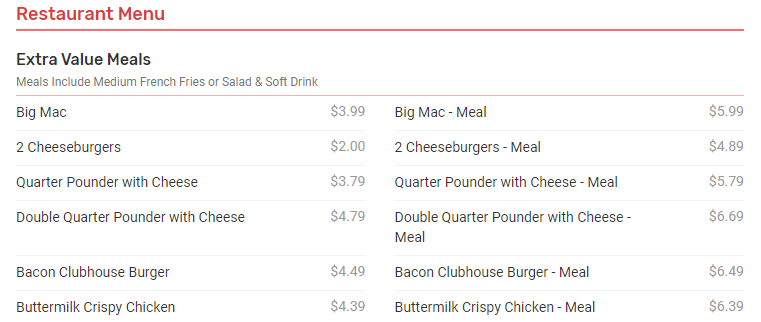 Restaurant Menu
Extra Value Meals
Meals Include Medium French Fries or Salad & Soft Drink
Big Mac $3.99 Big Mac - Meal $5.99
2 Cheeseburgers $2.00 2 Cheeseburgers - Meal $4.89
Quarter Pounder with Cheese $3.79 Quarter Pounder with Cheese - Meal $5.79
Double Quarter Pounder with Cheese $4.79 Double Quarter Pounder with Cheese - $6.69
Meal
Bacon Clubhouse Burger $4.49 Bacon Clubhouse Burger - Meal $6.49
Buttermilk Crispy Chicken $4.39 Buttermilk Crispy Chicken - Meal $6.39